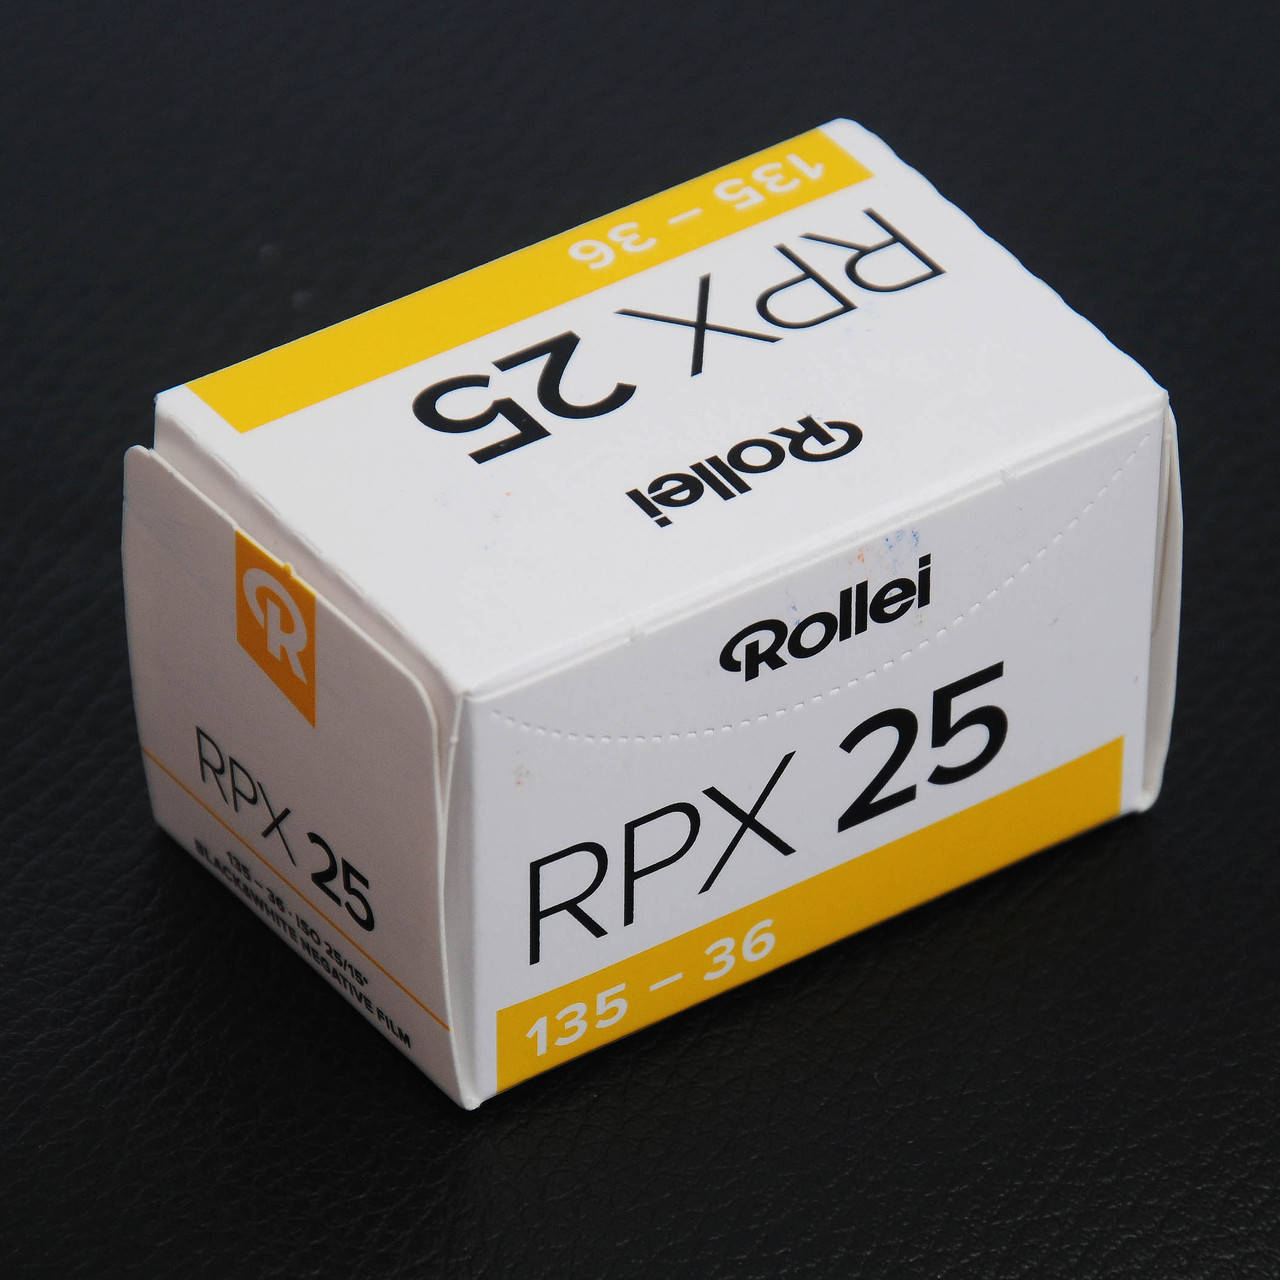 135 – 36
RPX 25
Rollei
Rollei
RPX 25
135 – 36
R
RPX 25
135 – 36 · ISO 25/15°
BLACK&WHITE NEGATIVE FILM